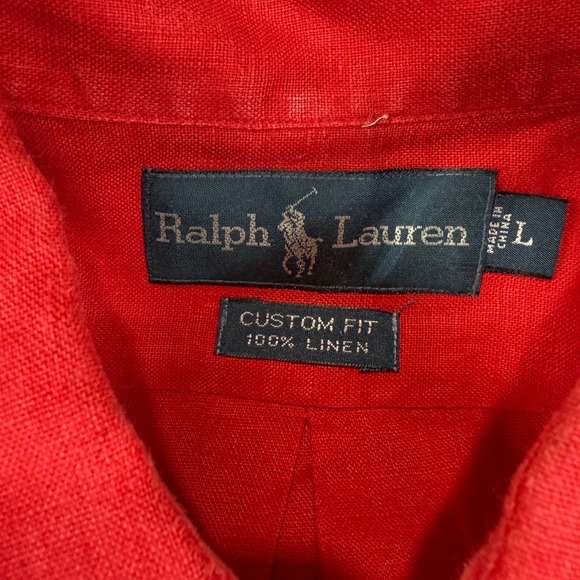 Ralph Lauren
MADE IN
CHINA
L
CUSTOM FIT
100% LINEN